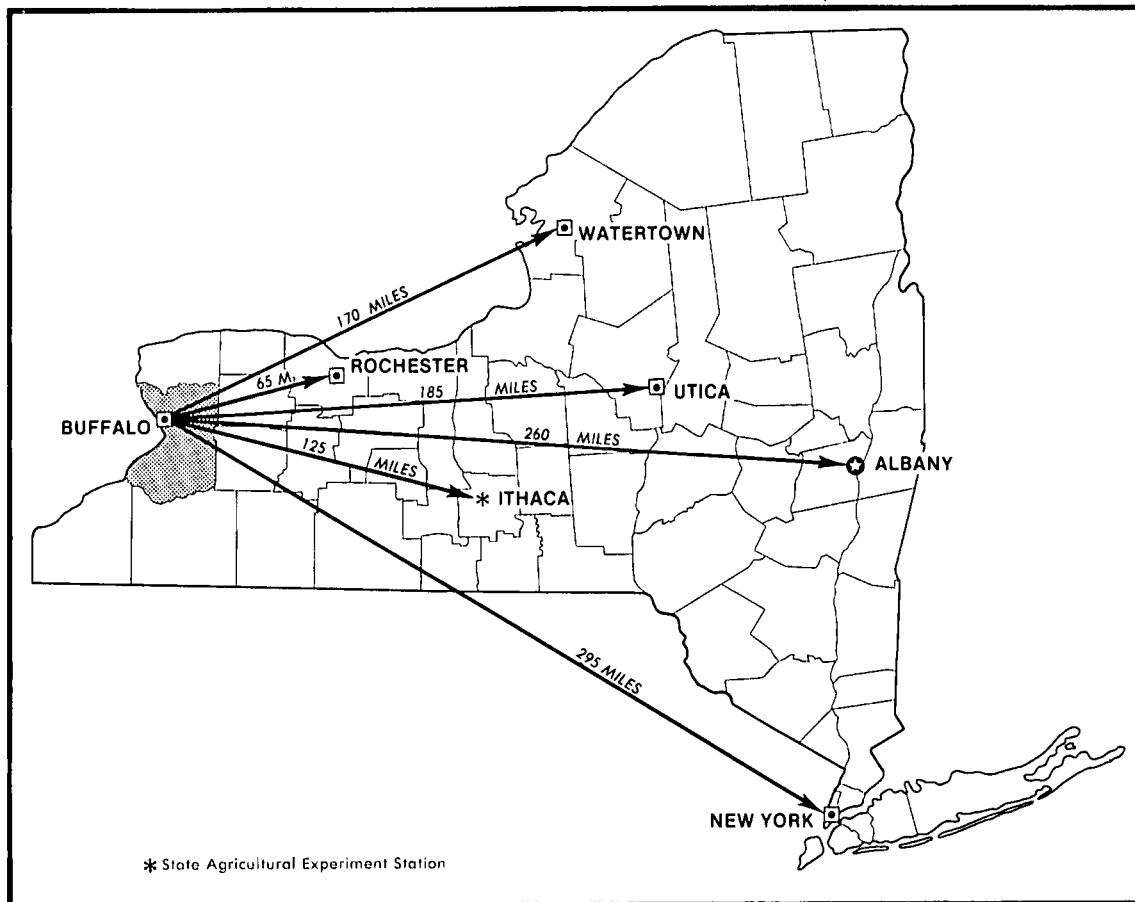 WATERTOWN
170 MILES
ROCHESTER
65 M.
185 MILES
UTICA
BUFFALO
260 MILES
125 MILES
ALBANY
* ITHACA
295 MILES
NEW YORK
* State Agricultural Experiment Station